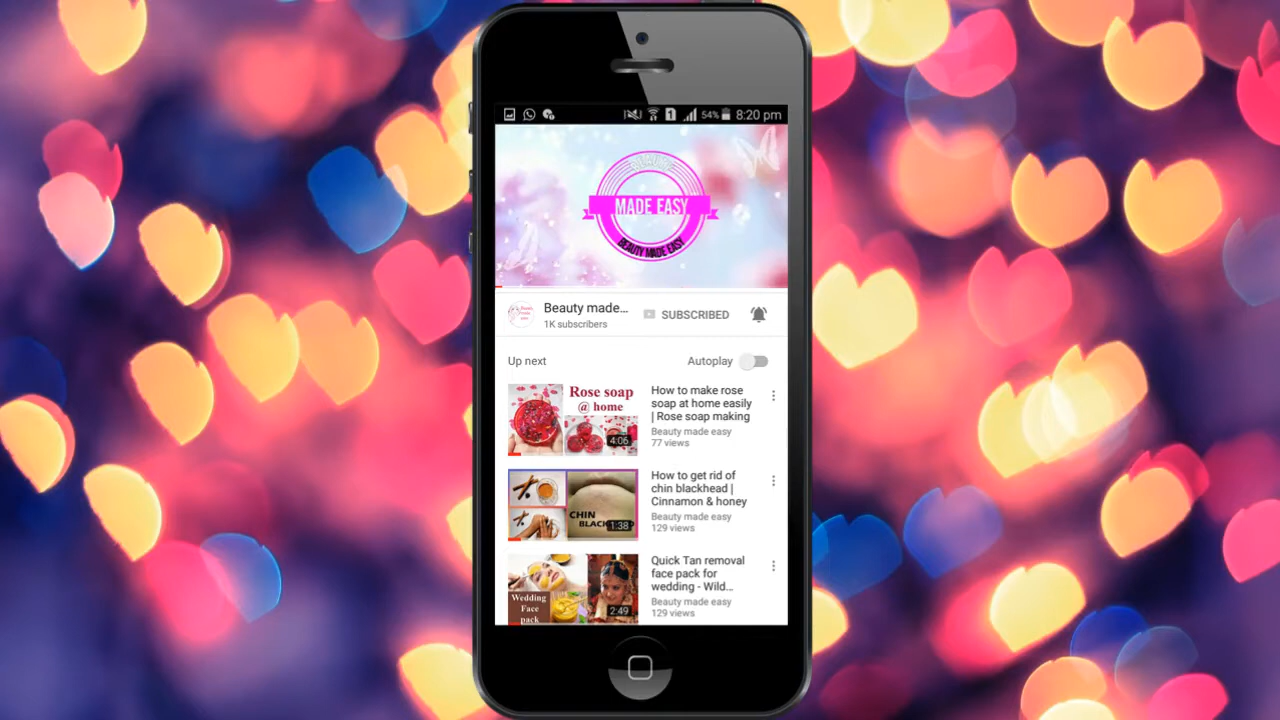 1 54% 8:20 pm
BEAUTY
MADE EASY
BEAUTY MADE EASY
Beauty made...
SUBSCRIBED
1K subscribers
Up next
Autoplay
Rose soap
@ home
4:06
How to make rose
soap at home easily
| Rose soap making
Beauty made easy
77 views
CHIN
1:38
How to get rid of
chin blackhead |
Cinnamon & honey
Beauty made easy
129 views
Wedding
Face
pack
2:49
Quick Tan removal
face pack for
wedding - Wild...
Beauty made easy
129 views